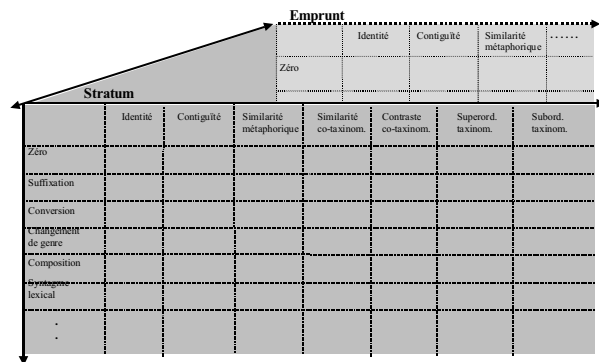 Emprunt
Identité Contiguïté Similarité métaphorique ......
Zéro
Stratum
Identité Contiguïté Similarité Similarité Contraste Superord. Subord.
métaphorique co-taxinom. co-taxinom. taxinom. taxinom.
Zéro
Suffixation
Conversion
Changement
de genre
Composition
Syntagme
lexical
.
.